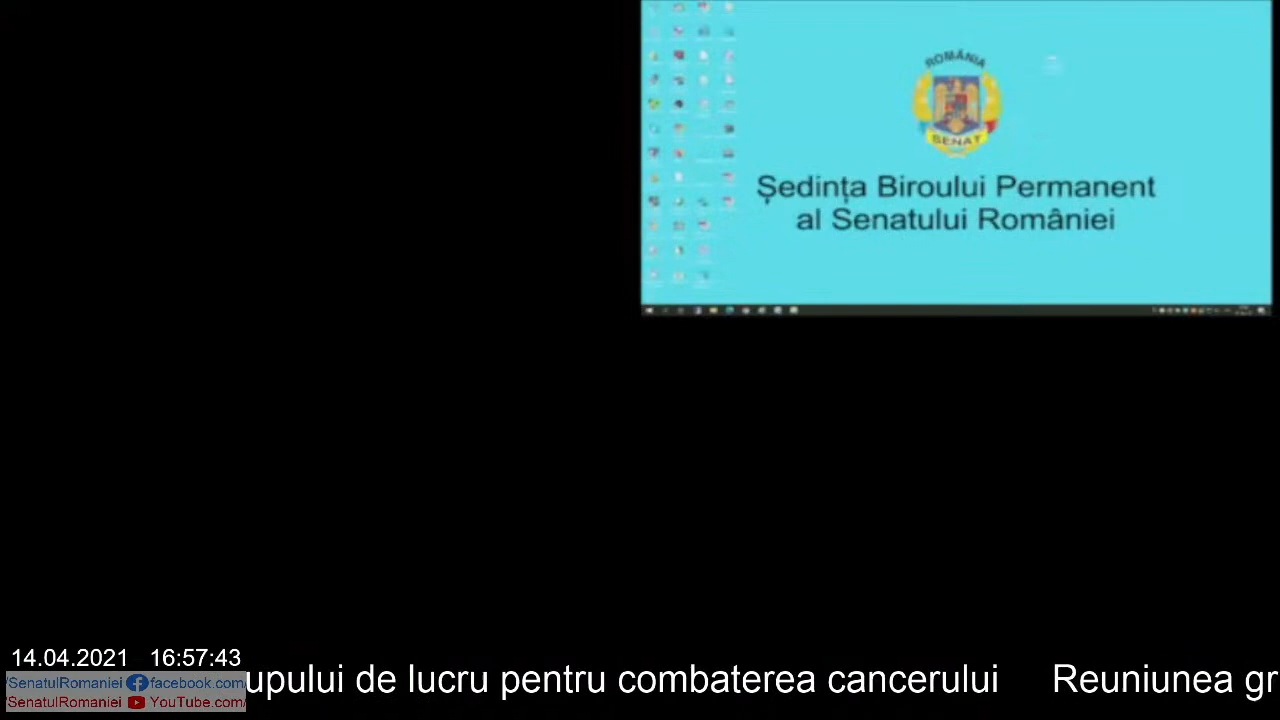 ROMÂNIA
SENAT
Ședința Biroului Permanent
al Senatului României
14.04.2021 16:57:43
/SenatulRomaniei facebook.com/
/SenatulRomaniei YouTube.com/
upului de lucru pentru combaterea cancerului Reuniunea gr